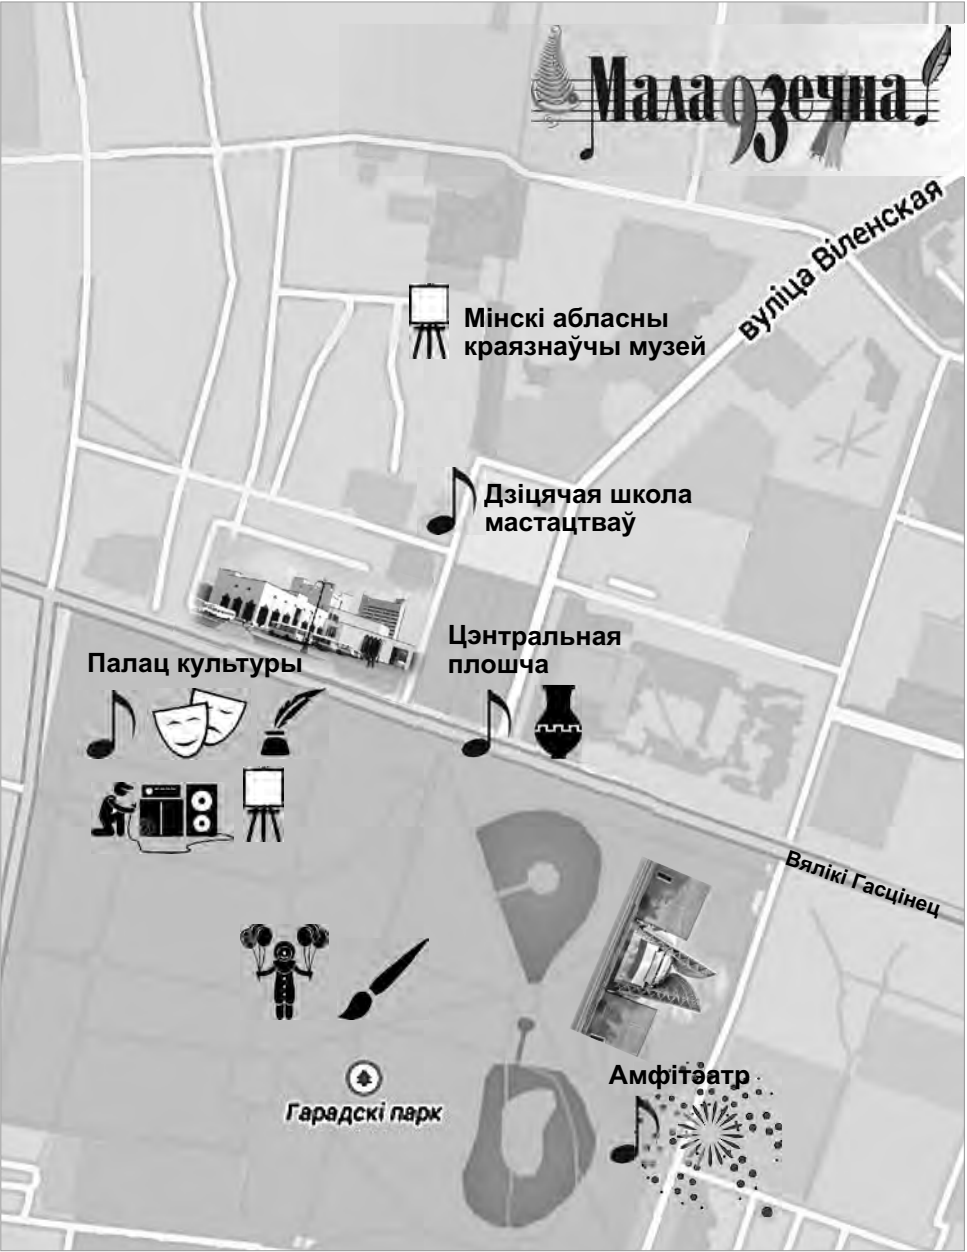 Маладзечна
вуліца Віленская
Мінскі абласны
краязнаўчы музей
Дзіцячая школа
мастацтваў
Цэнтральная
плошча
Палац культуры
Вялікі Гасцінец
Амфітэатр
Гарадскі парк